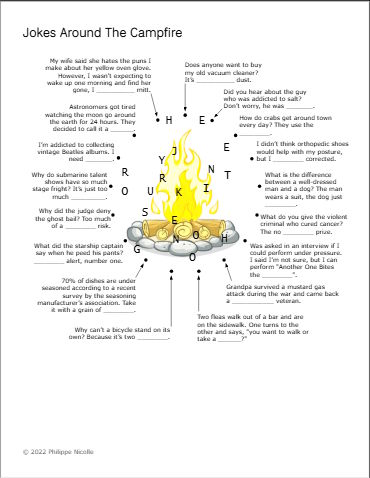 Jokes Around The Campfire
My wife said she hates the puns I
make about her yellow oven glove.
However, I wasn't expecting to
wake up one morning and find her
gone, I __________ mitt.
Does anyone want to buy
my old vacuum cleaner?
It's __________ dust.
Did you hear about the guy
who was addicted to salt?
Don't worry, he was _______.
Astronomers got tired
watching the moon go around
the earth for 24 hours. They
decided to call it a ______.
How do crabs get around town
every day? They use the
________.
I'm addicted to collecting
vintage Beatles albums. I
need _______.
I didn't think orthopedic shoes
would help with my posture,
but I ________ corrected.
Why do submarine talent
shows have so much
stage fright? It's just too
much ________.
What is the difference
between a well-dressed
man and a dog? The man
wears a suit, the dog just
________.
Why did the judge deny
the ghost bail? Too much
of a ________ risk.
What do you give the violent
criminal who cured cancer?
The no _______ prize.
What did the starship captain
say when he peed his pants?
________ alert, number one.
Was asked in an interview if I
could perform under pressure.
I said I'm not sure, but I can
perform "Another One Bites
the ________".
70% of dishes are under
seasoned according to a recent
survey by the seasoning
manufacturer's association. Take
it with a grain of ________.
Grandpa survived a mustard gas
attack during the war and came back
a __________ veteran.
Why can't a bicycle stand on its
own? Because it's two ________.
Two fleas walk out of a bar and are
on the sidewalk. One turns to the
other and says, "you want to walk or
take a ______?"
H E
J
Y E
R R N T
O U K I
S
E
G N O H
O
© 2022 Philippe Nicolle